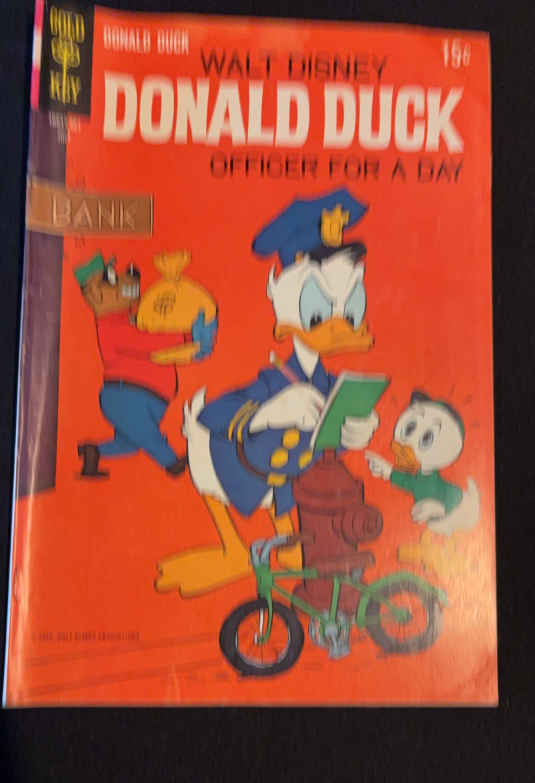 GOLD
KEY
DONALD DUCK
15¢
WALT DISNEY
DONALD DUCK
OFFICER FOR A DAY
BANK
$